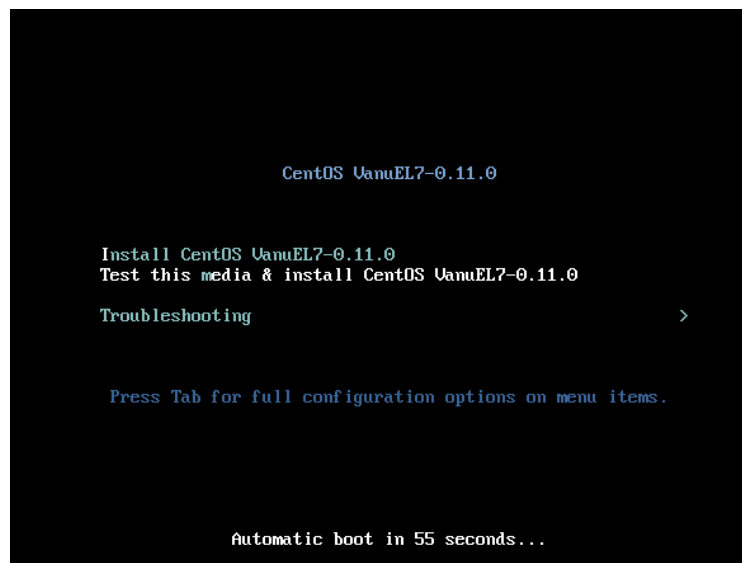 CentOS VanuEL7-0.11.0
Install CentOS VanuEL7-0.11.0
Test this media & install CentOS VanuEL7-0.11.0
Troubleshooting >
Press Tab for full configuration options on menu items.
Automatic boot in 55 seconds...